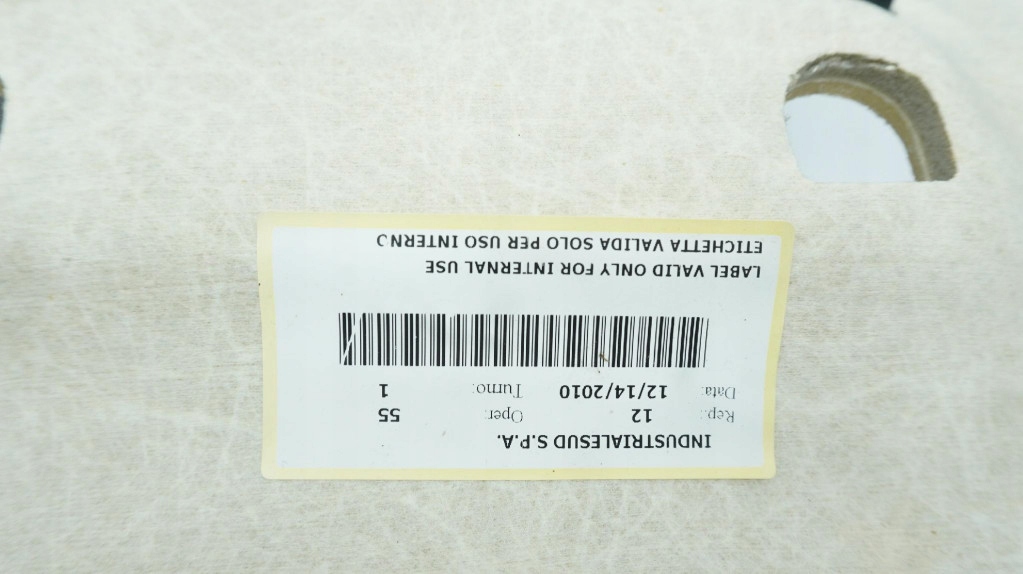 INDUSTRIALESUD S.P.A.
Rep.: 12 Oper: 55
Data: 12/14/2010 Turno: 1
LABEL VALID ONLY FOR INTERNAL USE
ETICHETTA VALIDA SOLO PER USO INTERNO